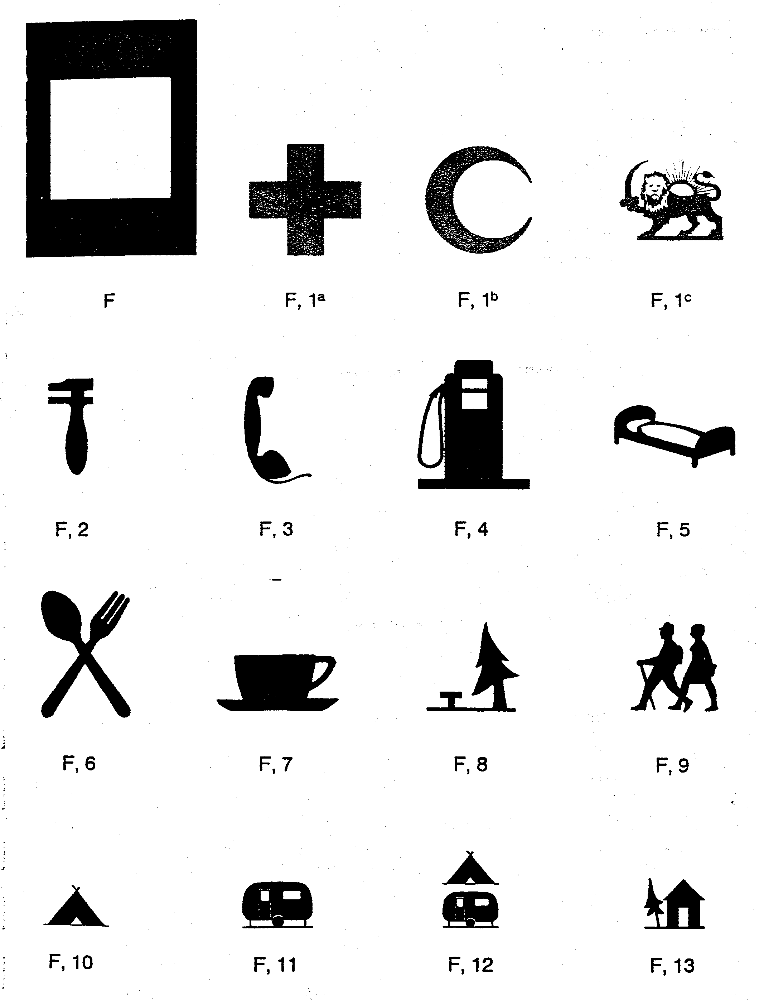 F F, 1ᵃ F, 1ᵇ F, 1ᶜ
F, 2 F, 3 F, 4 F, 5
F, 6 F, 7 F, 8 F, 9
F, 10 F, 11 F, 12 F, 13